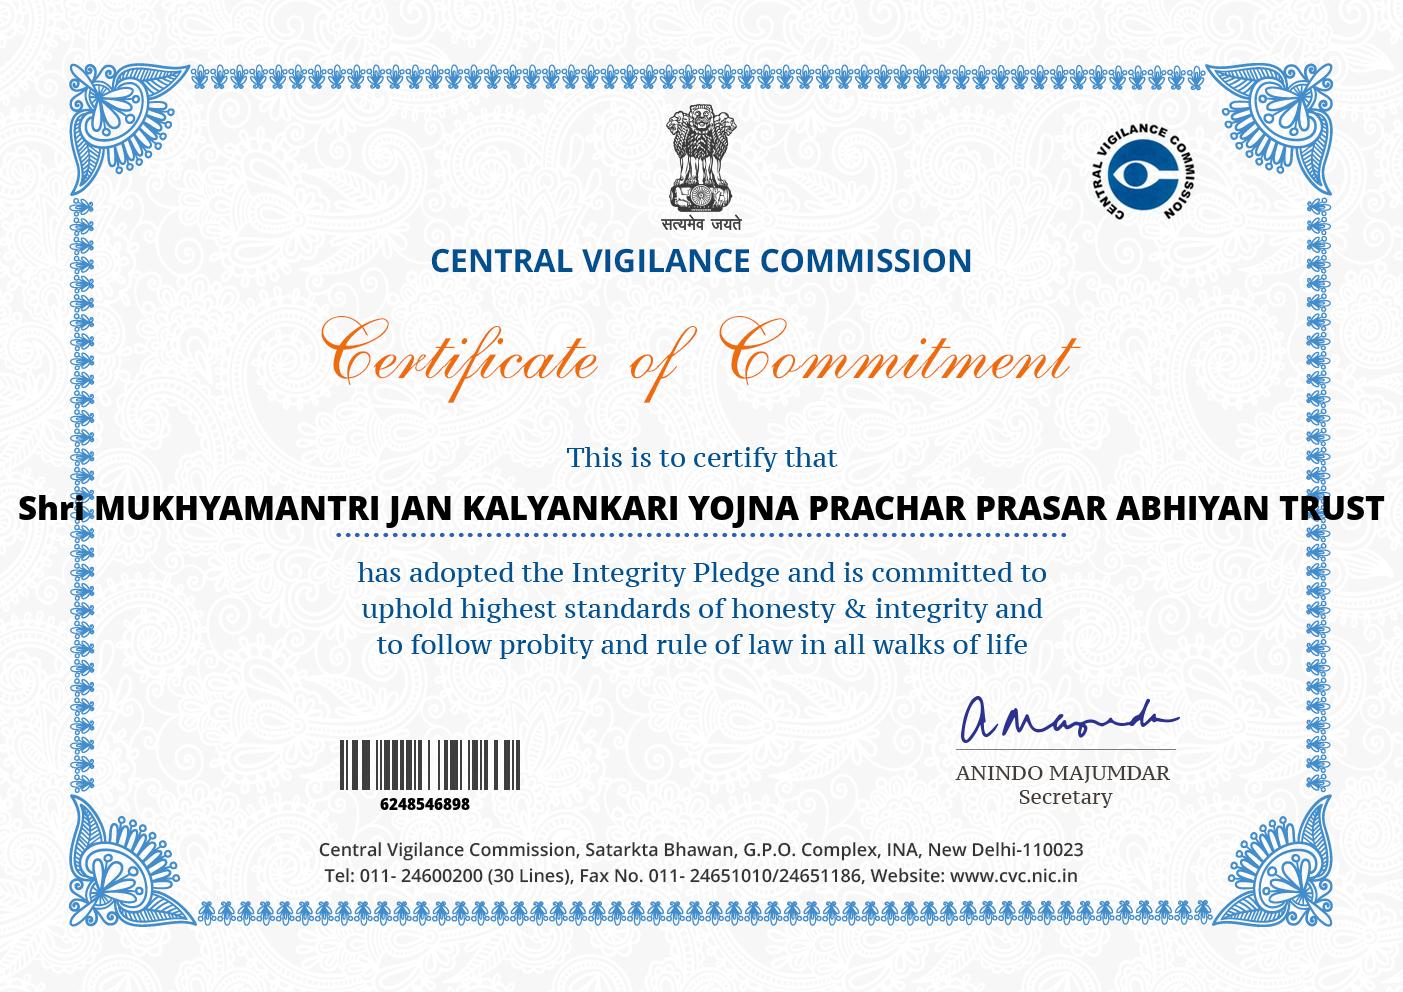 सत्यमेव जयते
CENTRAL VIGILANCE COMMISSION
CENTRAL VIGILANCE COMMISSION
Certificate of Commitment
This is to certify that
Shri MUKHYAMANTRI JAN KALYANKARI YOJNA PRACHAR PRASAR ABHIYAN TRUST
has adopted the Integrity Pledge and is committed to
uphold highest standards of honesty & integrity and
to follow probity and rule of law in all walks of life
A Majumdar
ANINDO MAJUMDAR
Secretary
6248546898
Central Vigilance Commission, Satarkta Bhawan, G.P.O. Complex, INA, New Delhi-110023
Tel: 011- 24600200 (30 Lines), Fax No. 011- 24651010/24651186, Website: www.cvc.nic.in